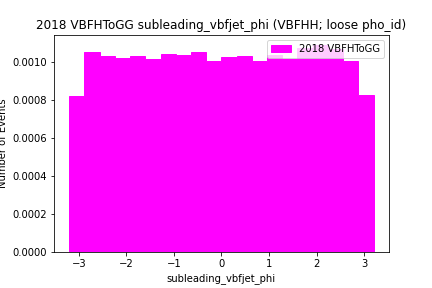 2018 VBFHToGG subleading_vbfjet_phi (VBFHH; loose pho_id)
2018 VBFHToGG
0.0010
0.0008
0.0006
0.0004
0.0002
0.0000
Number of Events
−3 −2 −1 0 1 2 3
subleading_vbfjet_phi